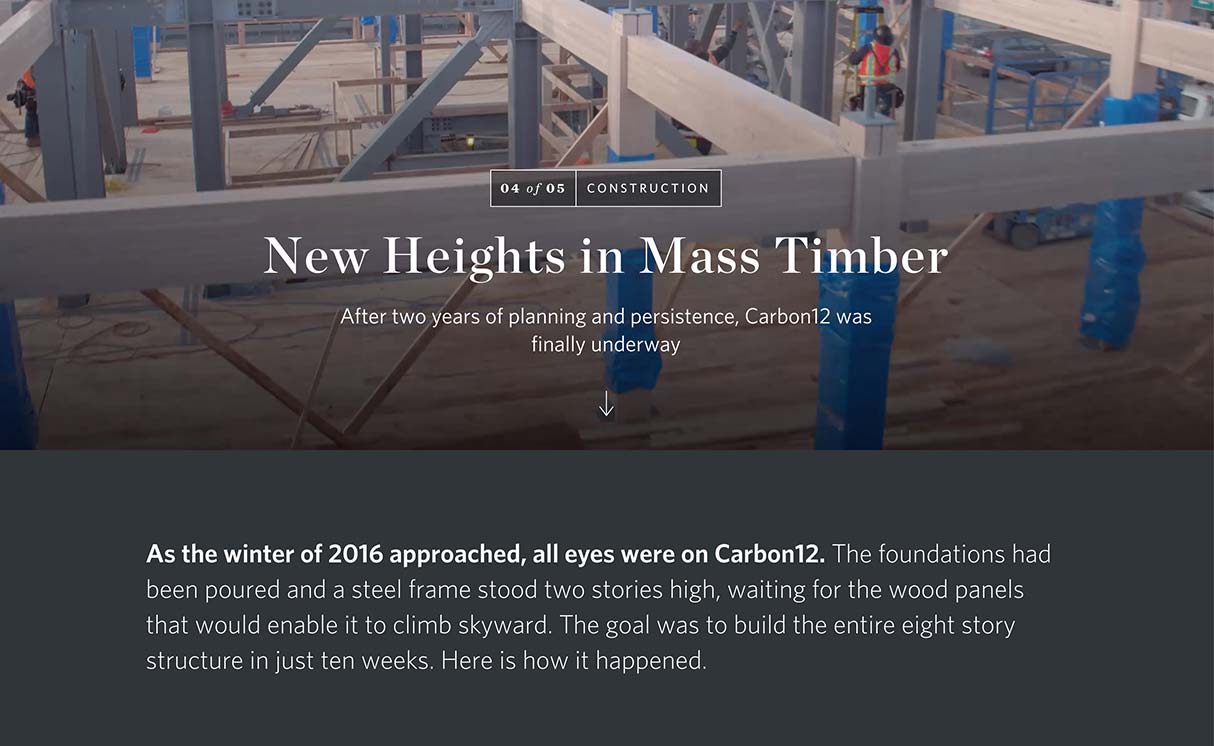 04 of 05 CONSTRUCTION
New Heights in Mass Timber
After two years of planning and persistence, Carbon12 was
finally underway
As the winter of 2016 approached, all eyes were on Carbon12. The foundations had
been poured and a steel frame stood two stories high, waiting for the wood panels
that would enable it to climb skyward. The goal was to build the entire eight story
structure in just ten weeks. Here is how it happened.